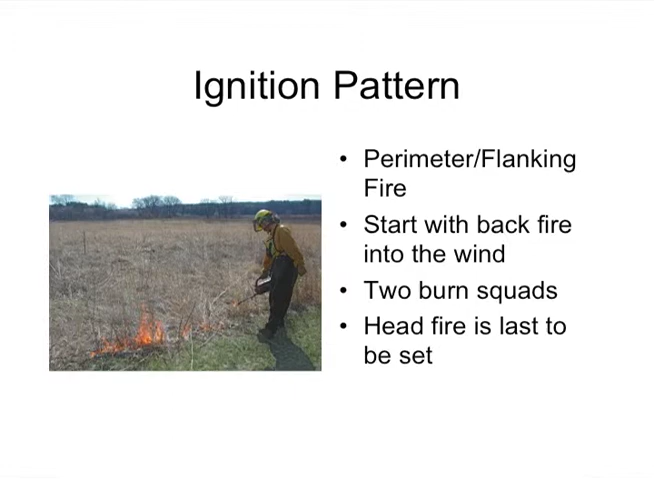 Ignition Pattern
• Perimeter/Flanking
Fire
• Start with back fire
into the wind
• Two burn squads
• Head fire is last to
be set